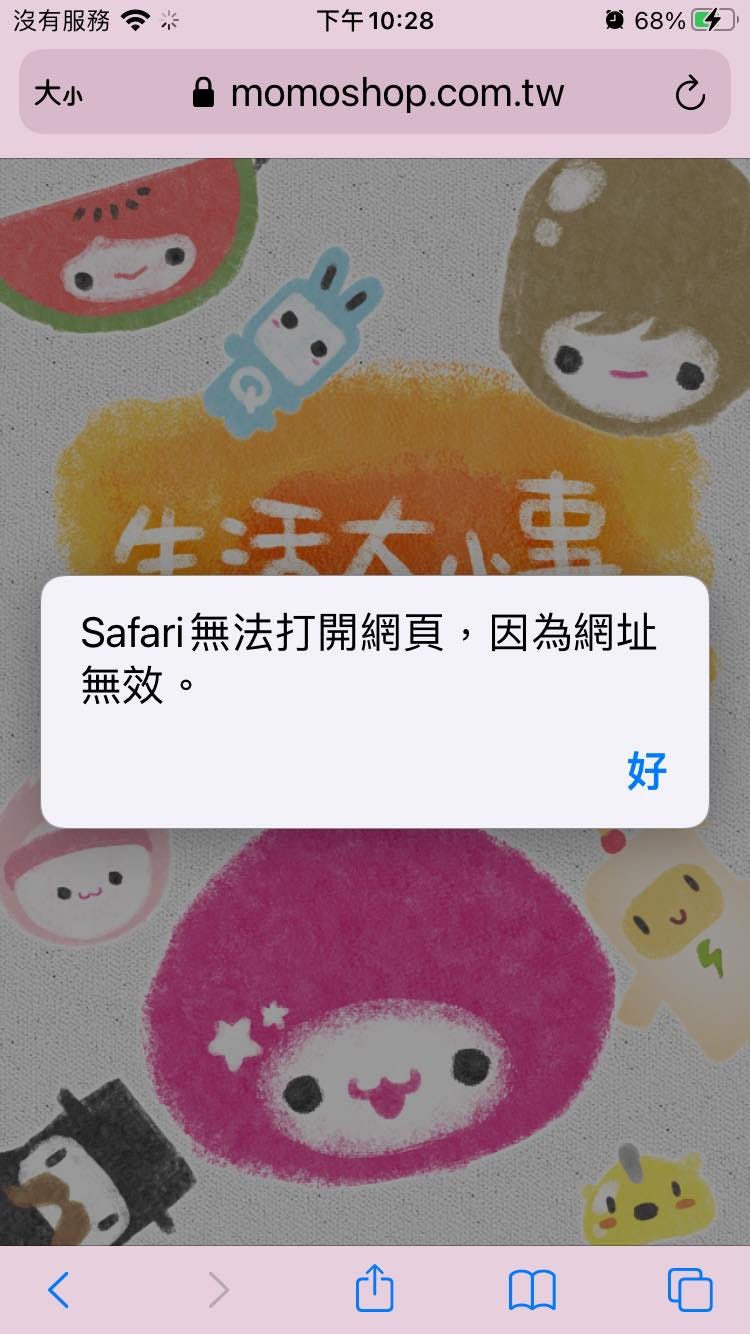 沒有服務 下午10:28 68%
大小 momoshop.com.tw
Q
生活大小事
Safari無法打開網頁，因為網址
無效。
好